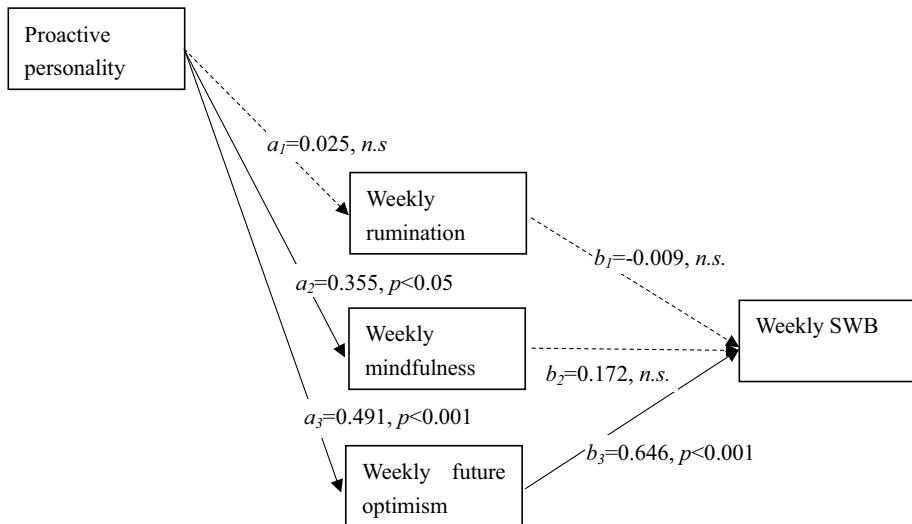 Proactive
personality
a1=0.025, n.s
Weekly
rumination
b1=-0.009, n.s.
a2=0.355, p<0.05
Weekly
mindfulness
Weekly SWB
b2=0.172, n.s.
a3=0.491, p<0.001
b3=0.646, p<0.001
Weekly future
optimism